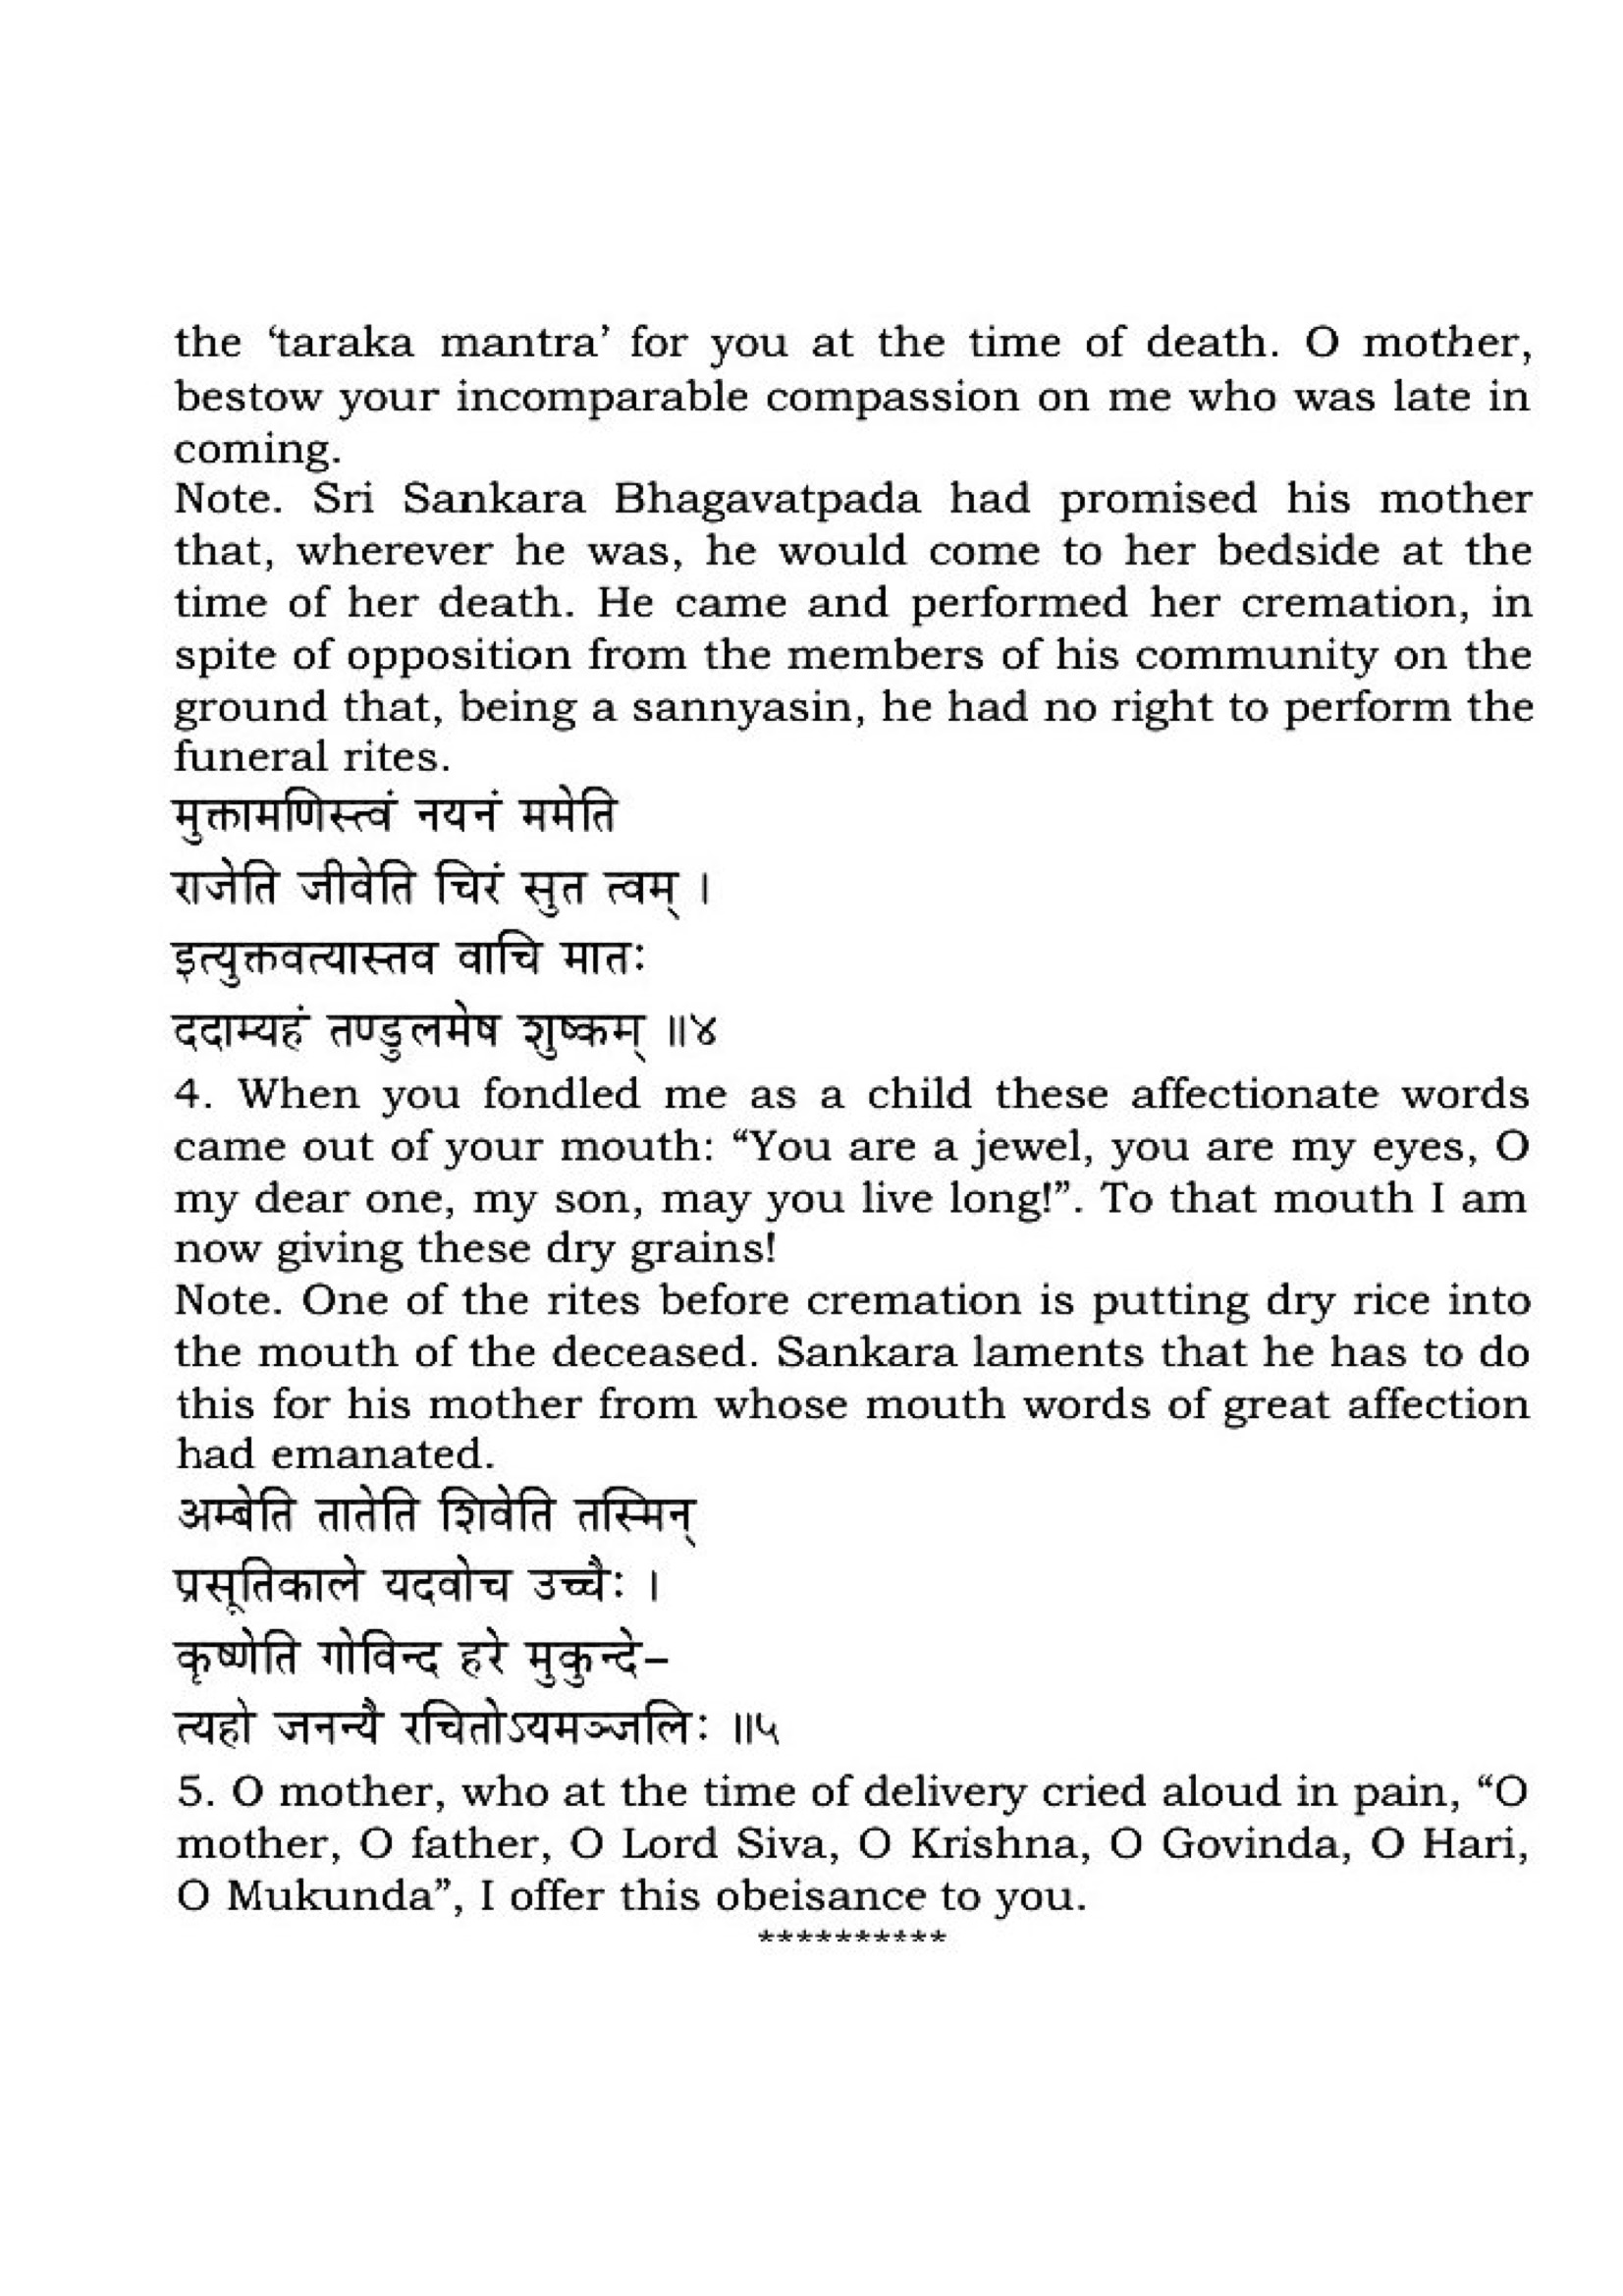 the ‘taraka mantra’ for you at the time of death. O mother,
bestow your incomparable compassion on me who was late in
coming.
Note. Sri Sankara Bhagavatpada had promised his mother
that, wherever he was, he would come to her bedside at the
time of her death. He came and performed her cremation, in
spite of opposition from the members of his community on the
ground that, being a sannyasin, he had no right to perform the
funeral rites.
मुक्तामणिस्त्वं नयनं ममेति
राजेति जीवेति चिरं सुत त्वम् ।
इत्युक्तवत्यास्तव वाचि मातः
ददाम्यहं तण्डुलमेष शुष्कम् ॥४
4. When you fondled me as a child these affectionate words
came out of your mouth: “You are a jewel, you are my eyes, O
my dear one, my son, may you live long!”. To that mouth I am
now giving these dry grains!
Note. One of the rites before cremation is putting dry rice into
the mouth of the deceased. Sankara laments that he has to do
this for his mother from whose mouth words of great affection
had emanated.
अम्बेति तातेति शिवेति तस्मिन्
प्रसूतिकाले यदवोच उच्चैः ।
कृष्णेति गोविन्द हरे मुकुन्दे–
त्यहो जनन्यै रचितोऽयमञ्जलिः ॥५
5. O mother, who at the time of delivery cried aloud in pain, “O
mother, O father, O Lord Siva, O Krishna, O Govinda, O Hari,
O Mukunda”, I offer this obeisance to you.
**********